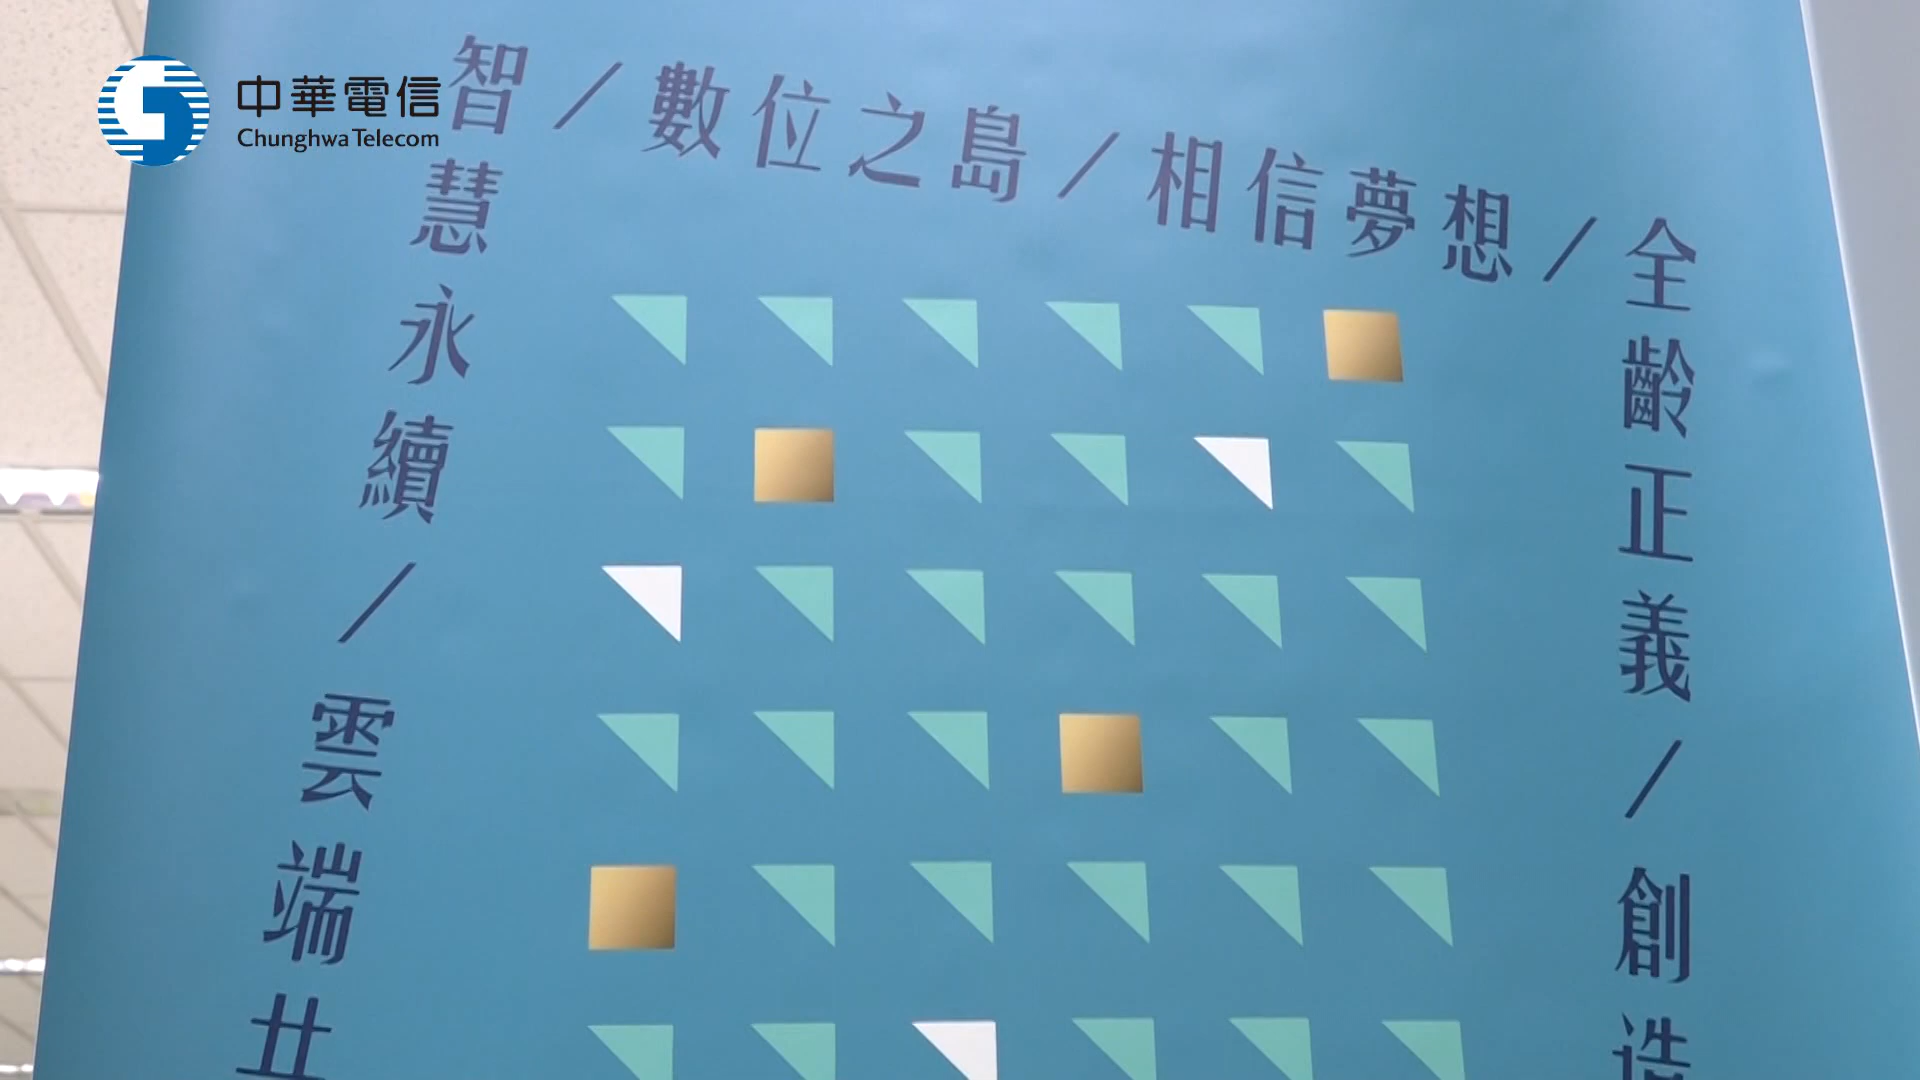 中華電信
Chunghwa Telecom
智／數位之島／相信夢想／全
慧永續／雲端
齡正義／創造